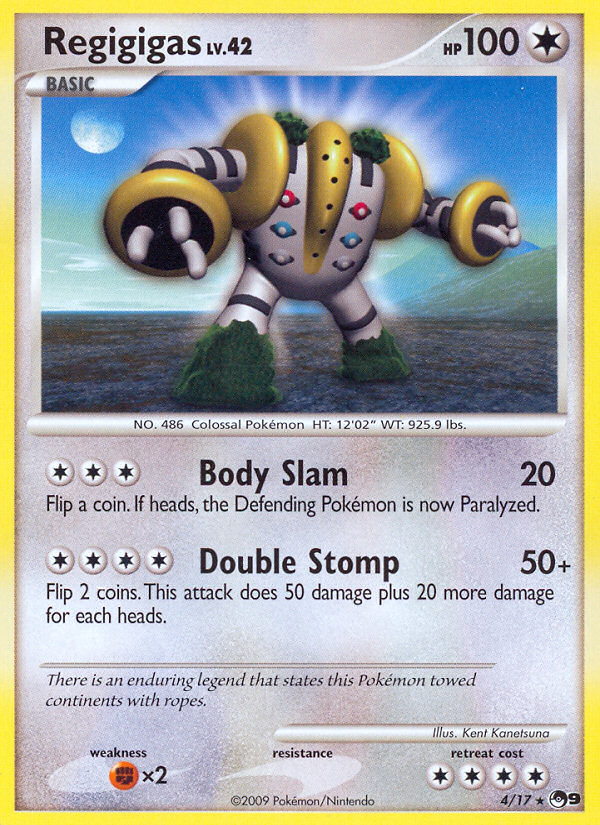 Regigigas LV.42 HP 100
BASIC
NO. 486 Colossal Pokémon HT: 12'02" WT: 925.9 lbs.
Body Slam 20
Flip a coin. If heads, the Defending Pokémon is now Paralyzed.
Double Stomp 50+
Flip 2 coins. This attack does 50 damage plus 20 more damage
for each heads.
There is an enduring legend that states this Pokémon towed
continents with ropes.
Illus. Kent Kanetsuna
weakness resistance retreat cost
×2
©2009 Pokémon/Nintendo 4/17 ★ 9